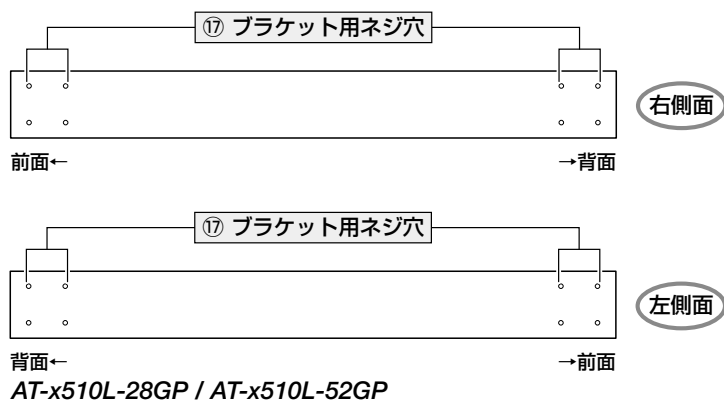 ⑰ ブラケット用ネジ穴
右側面
前面← →背面
⑰ ブラケット用ネジ穴
左側面
背面← →前面
AT-x510L-28GP / AT-x510L-52GP